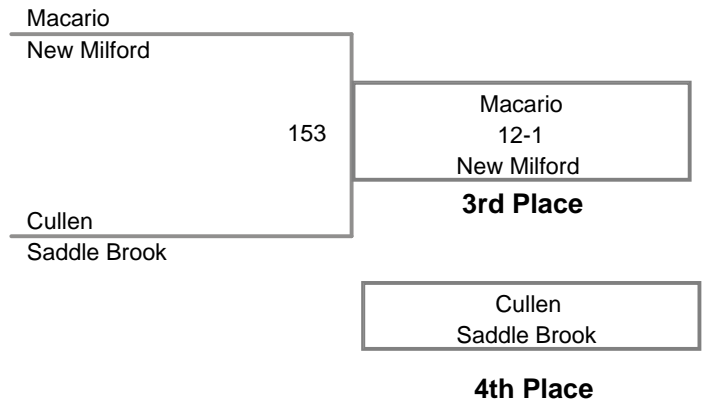 Macario
New Milford
153
Macario
12-1
New Milford
3rd Place
Cullen
Saddle Brook
Cullen
Saddle Brook
4th Place